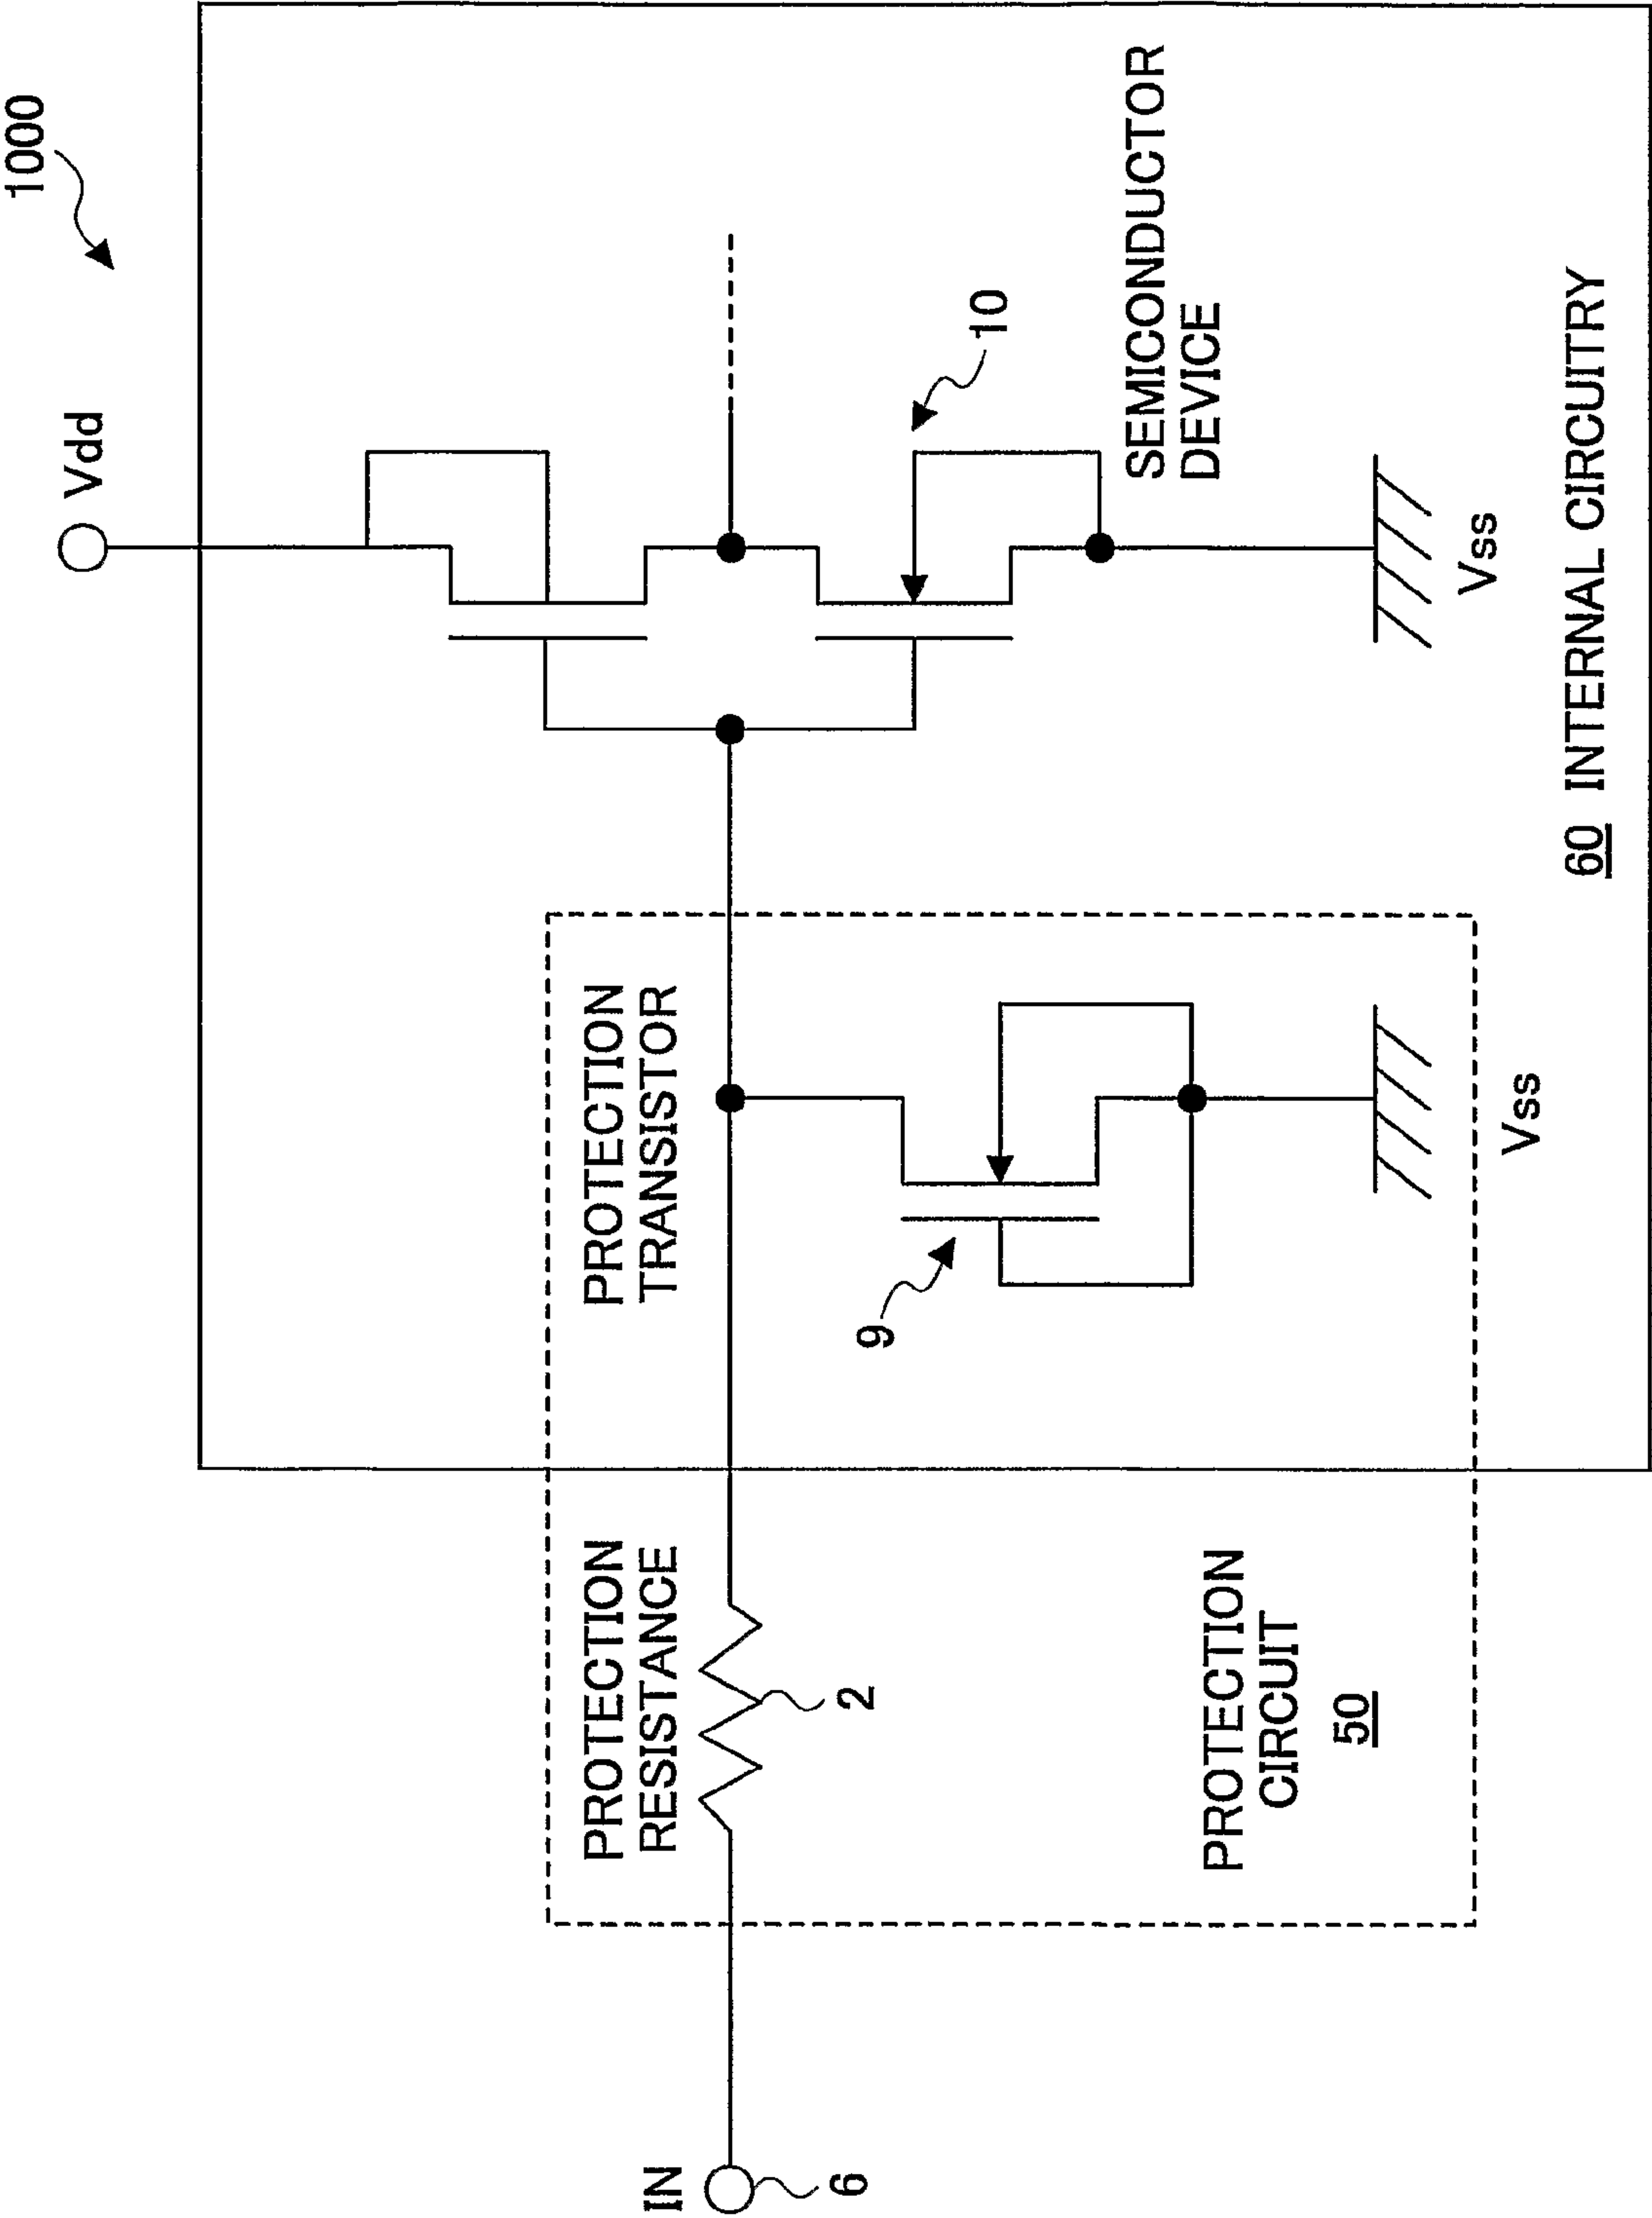 1000
Vdd
IN
6
PROTECTION
RESISTANCE
2
PROTECTION
TRANSISTOR
9
10
SEMICONDUCTOR
DEVICE
PROTECTION
CIRCUIT
50
Vss
Vss
60 INTERNAL CIRCUITRY